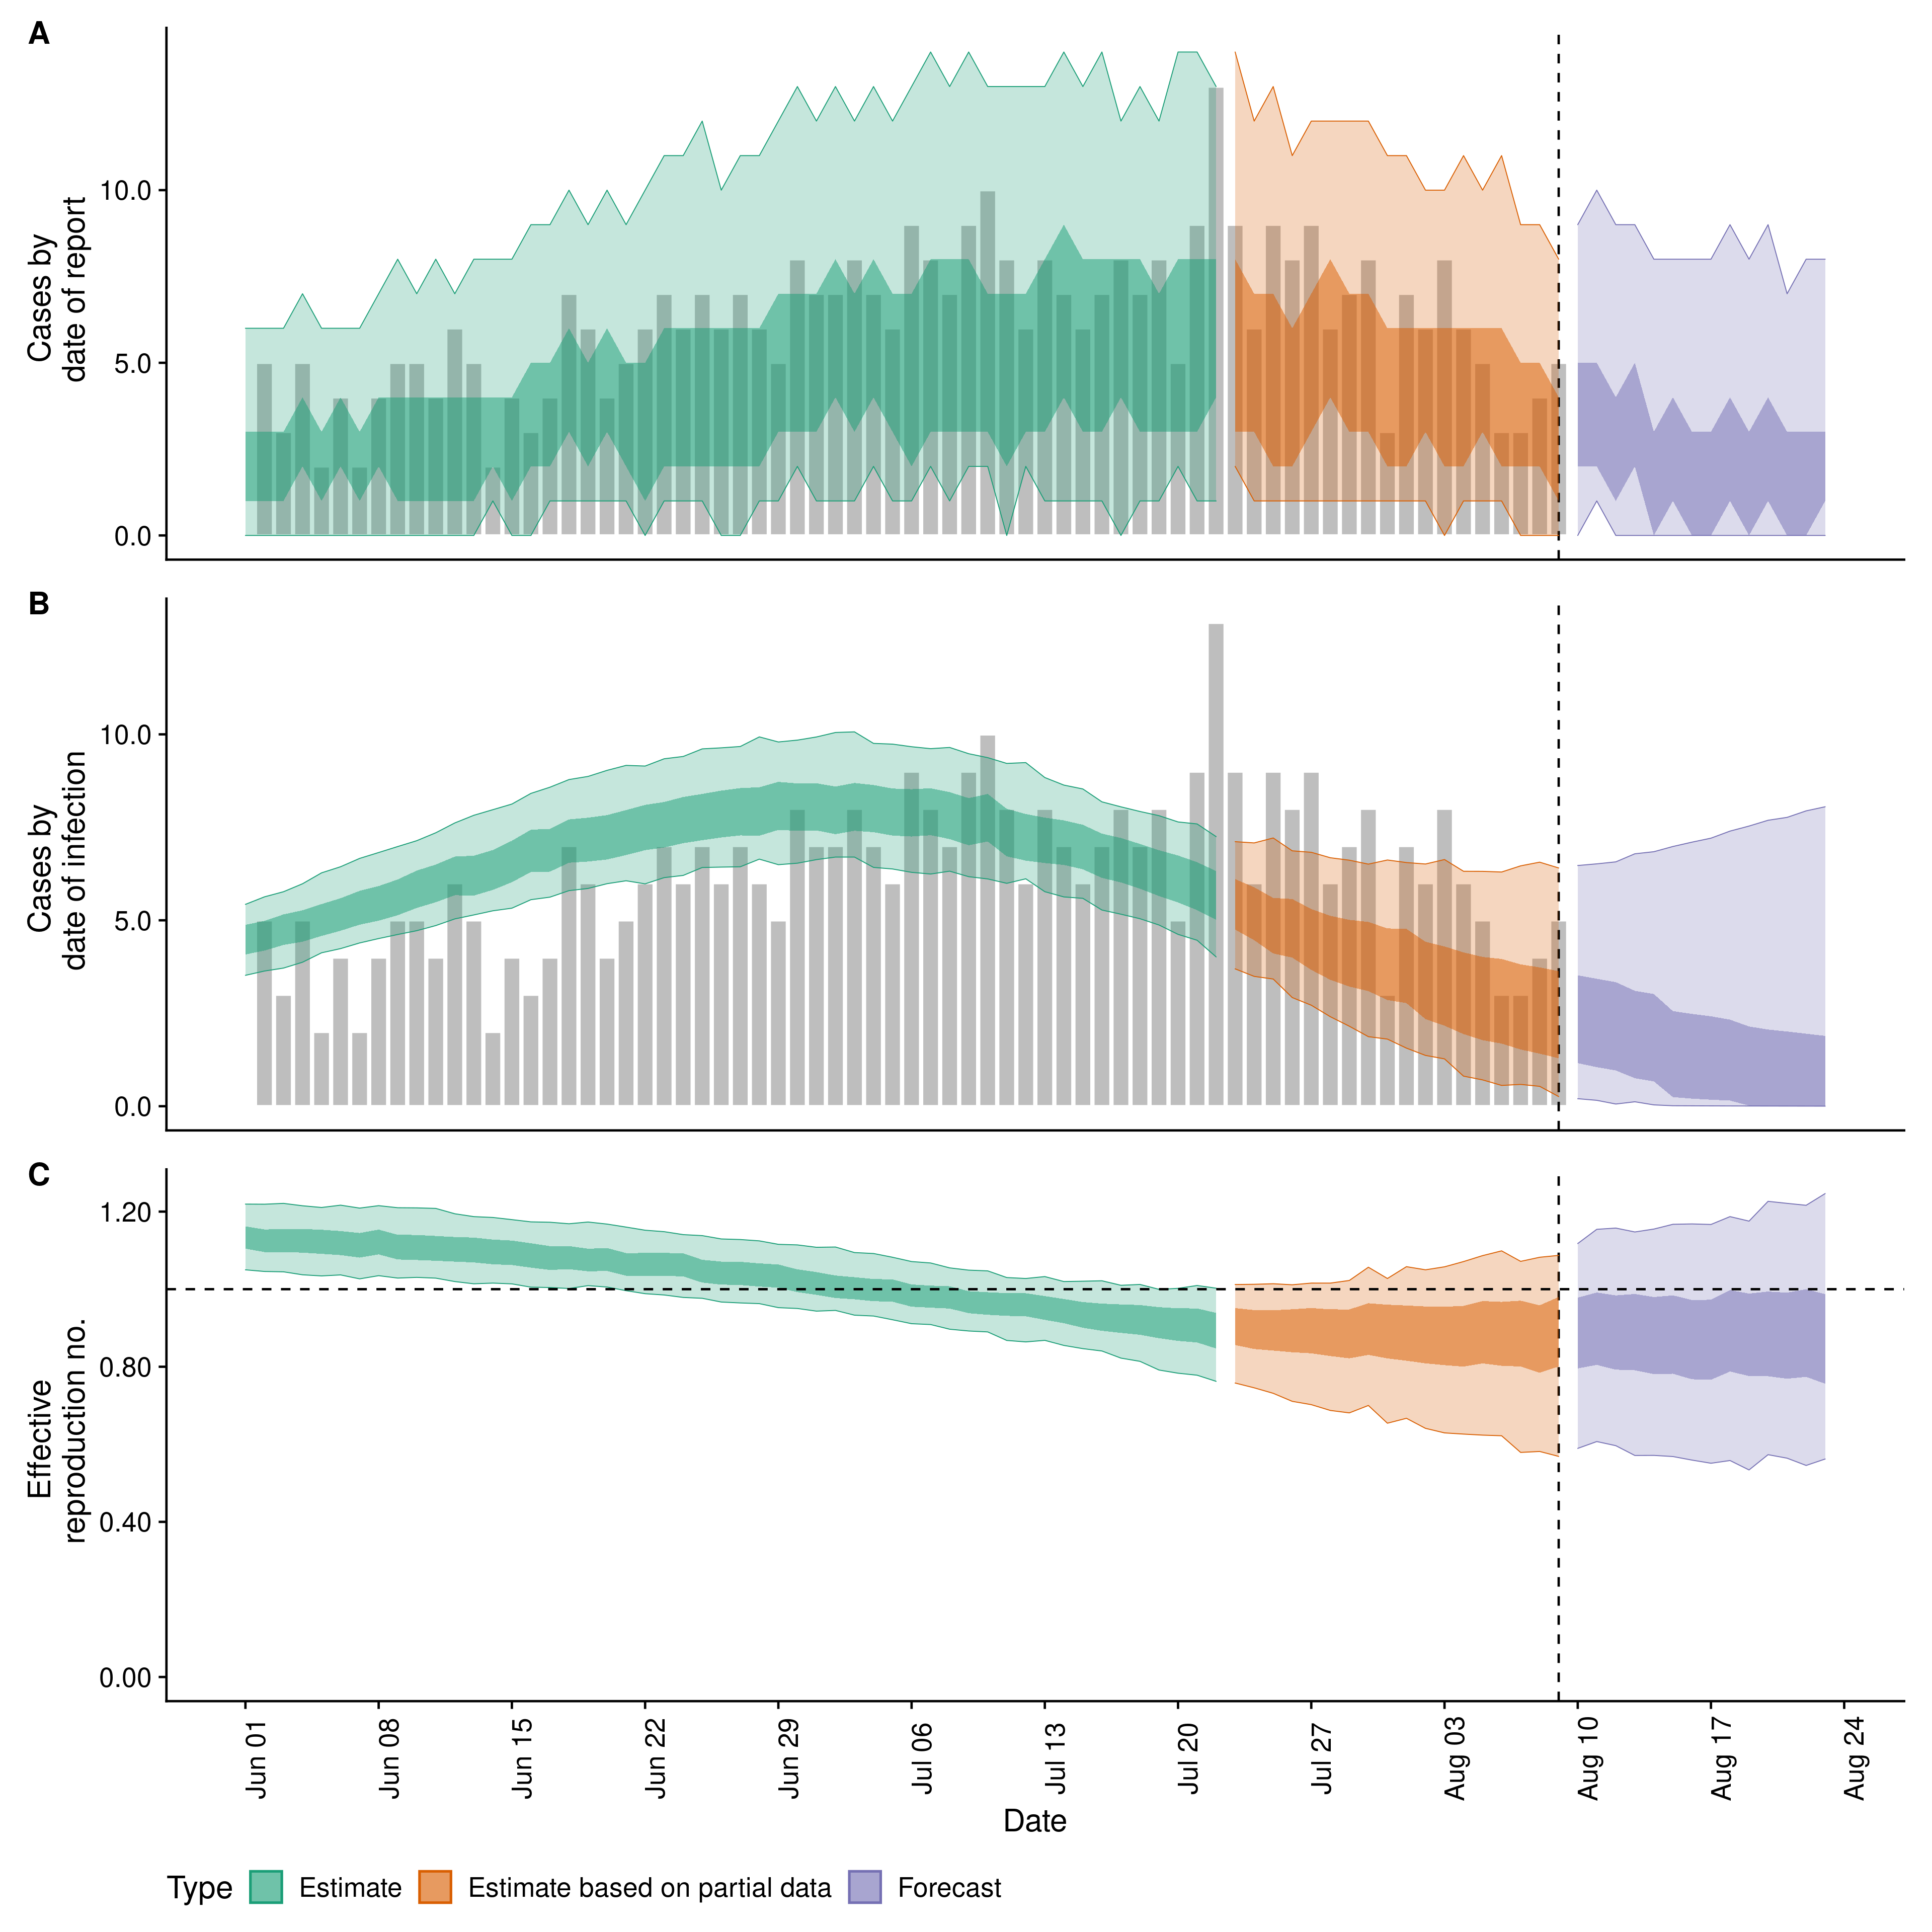 A
Cases by
date of report
10.0
5.0
0.0
B
Cases by
date of infection
10.0
5.0
0.0
C
Effective
reproduction no.
1.20
0.80
0.40
0.00
Jun 01
Jun 08
Jun 15
Jun 22
Jun 29
Jul 06
Jul 13
Jul 20
Jul 27
Aug 03
Aug 10
Aug 17
Aug 24
Date
Type Estimate Estimate based on partial data Forecast